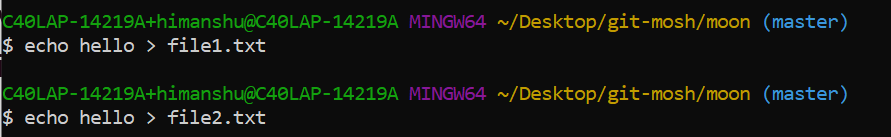 C40LAP-14219A+himanshu@C40LAP-14219A MINGW64 ~/Desktop/git-mosh/moon (master)
$ echo hello > file1.txt
C40LAP-14219A+himanshu@C40LAP-14219A MINGW64 ~/Desktop/git-mosh/moon (master)
$ echo hello > file2.txt